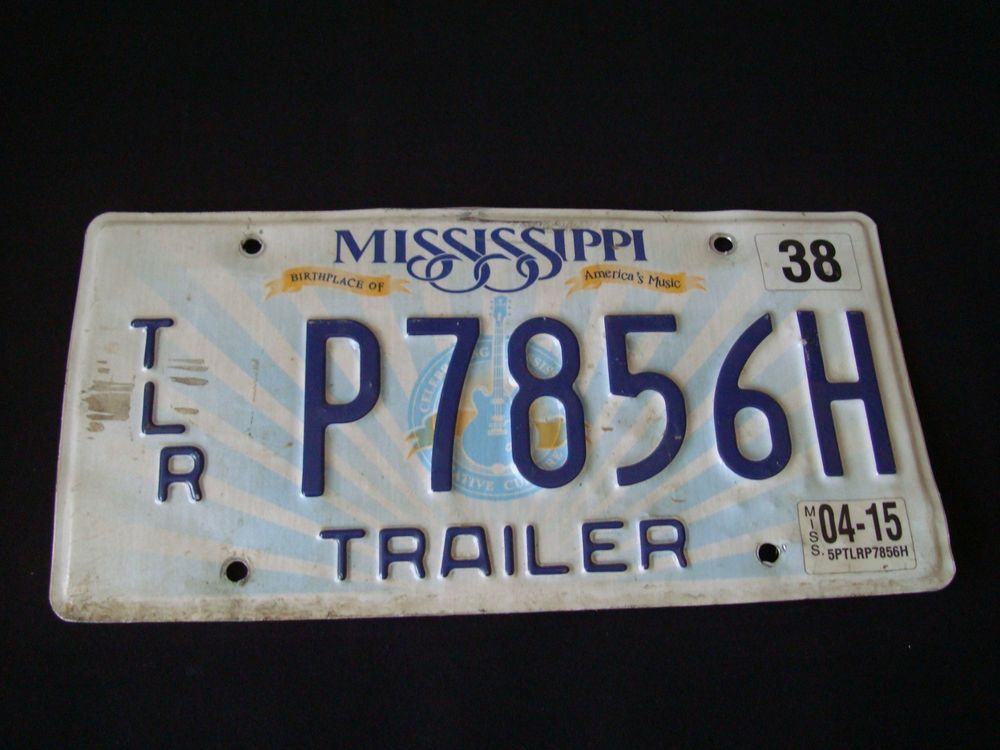 MISSISSIPPI
BIRTHPLACE OF America's Music
38
TLR
P7856H
TRAILER
MISS.
04-15
5PTLRP7856H